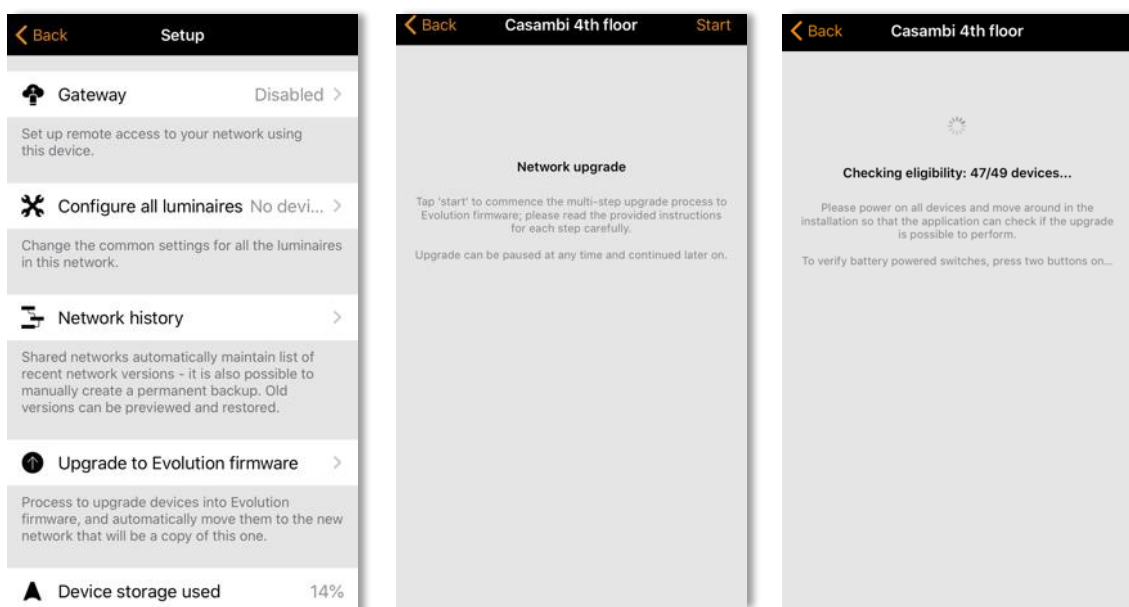 Back
Setup
Gateway
Disabled
Set up remote access to your network using
this device.
Configure all luminaires
No devi...
Change the common settings for all the luminaires
in this network.
Network history
Shared networks automatically maintain list of
recent network versions - it is also possible to
manually create a permanent backup. Old
versions can be previewed and restored.
Upgrade to Evolution firmware
Process to upgrade devices into Evolution
firmware, and automatically move them to the new
network that will be a copy of this one.
Device storage used
14%
Back
Casambi 4th floor
Start
Network upgrade
Tap 'start' to commence the multi-step upgrade process to
Evolution firmware; please read the provided instructions
for each step carefully.
Upgrade can be paused at any time and continued later on.
Back
Casambi 4th floor
Checking eligibility: 47/49 devices...
Please power on all devices and move around in the
installation so that the application can check if the upgrade
is possible to perform.
To verify battery powered switches, press two buttons on...